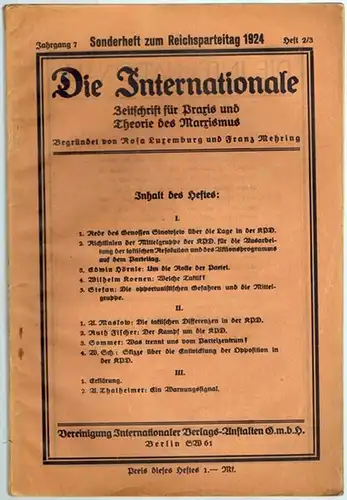 Jahrgang 7 Sonderheft zum Reichsparteitag 1924 Heft 2/3
Die Internationale
Zeitschrift für Praxis und
Theorie des Marxismus
Begründet von Rosa Luxemburg und Franz Mehring
Inhalt des Heftes:
I.
1. Rede des Genossen Sinowjew über die Lage in der KPD.
2. Richtlinien der Mittelgruppe der KPD. für die Ausarbei-
tung der taktischen Resolution und des Aktionsprogramms
auf dem Parteitag.
3. Edwin Hörnle: Um die Rolle der Partei.
4. Wilhelm Koenen: Welche Taktik?
5. Stefan: Die opportunistischen Gefahren und die Mittel-
gruppe.
II.
1. A. Maslow: Die taktischen Differenzen in der KPD.
2. Ruth Fischer: Der Kampf um die KPD.
3. Sommer: Was trennt uns vom Parteizentrum?
4. W. Sch.: Skizze über die Entwicklung der Opposition in
der KPD.
III.
1. Erklärung.
2. A. Thalheimer: Ein Warnungssignal.
Vereinigung Internationaler Verlags-Anstalten G.m.b.H.
Berlin SW 61
Preis dieses Heftes 1.— Mk.